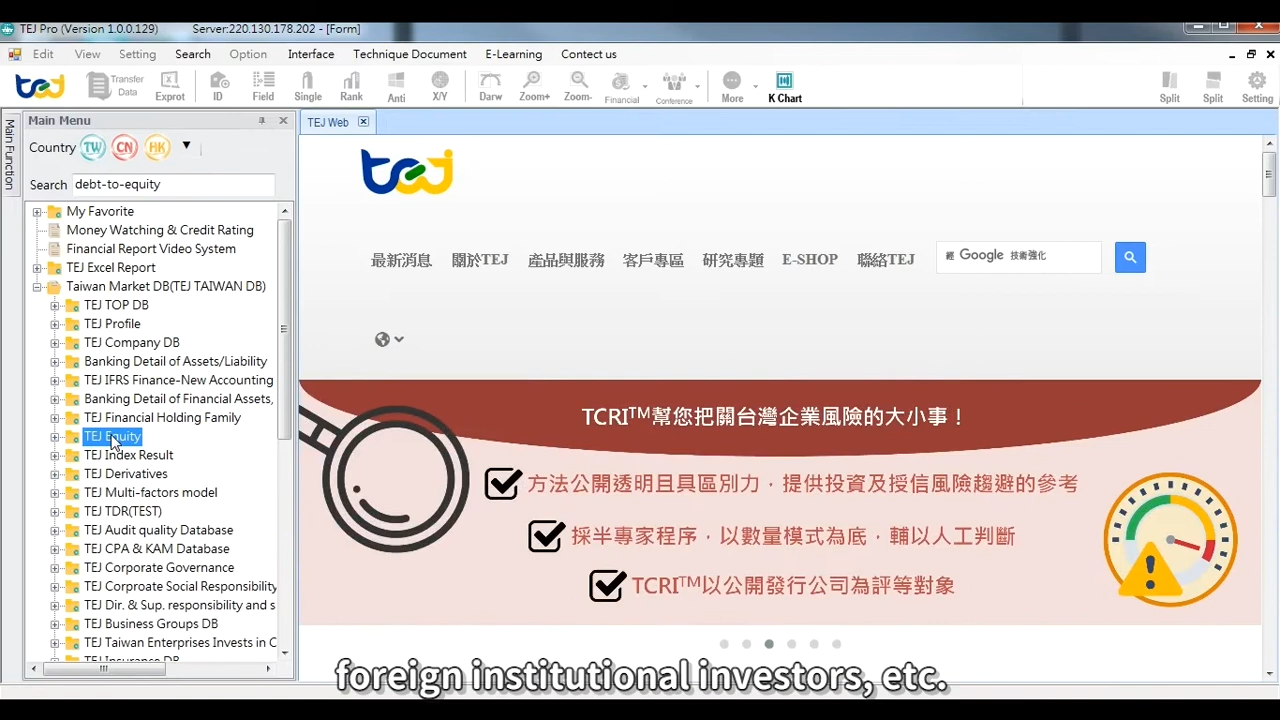 TEJ Pro (Version 1.0.0.129) Server:220.130.178.202 - [Form]
Edit View Setting Search Option Interface Technique Document E-Learning Contact us
tej Transfer Data Exprot ID Field Single Rank Anti X/Y Darw Zoom+ Zoom- Financial Conference More K Chart Split Split Setting
Main Function
Main Menu
TEJ Web
Country TW CN HK
Search debt-to-equity
My Favorite
Money Watching & Credit Rating
Financial Report Video System
TEJ Excel Report
Taiwan Market DB(TEJ TAIWAN DB)
TEJ TOP DB
TEJ Profile
TEJ Company DB
Banking Detail of Assets/Liability
TEJ IFRS Finance-New Accounting
Banking Detail of Financial Assets,
TEJ Financial Holding Family
TEJ Equity
TEJ Index Result
TEJ Derivatives
TEJ Multi-factors model
TEJ TDR(TEST)
TEJ Audit quality Database
TEJ CPA & KAM Database
TEJ Corporate Governance
TEJ Corproate Social Responsibility
TEJ Dir. & Sup. responsibility and s
TEJ Business Groups DB
TEJ Taiwan Enterprises Invests in C
TEJ Insurance DB
tej
最新消息 關於TEJ 產品與服務 客戶專區 研究專題 E-SHOP 聯絡TEJ
經 Google 技術強化
TCRI™幫您把關台灣企業風險的大小事！
方法公開透明且具區別力，提供投資及授信風險趨避的參考
採半專家程序，以數量模式為底，輔以人工判斷
TCRI™以公開發行公司為評等對象
foreign institutional investors, etc.